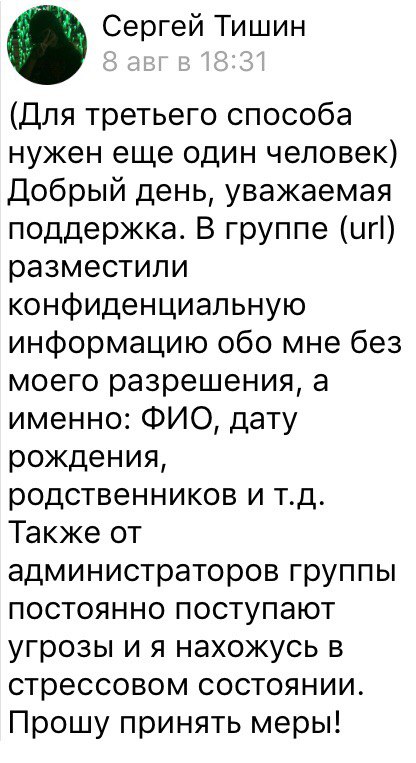 Сергей Тишин
8 авг в 18:31
(Для третьего способа
нужен еще один человек)
Добрый день, уважаемая
поддержка. В группе (url)
разместили
конфиденциальную
информацию обо мне без
моего разрешения, а
именно: ФИО, дату
рождения,
родственников и т.д.
Также от
администраторов группы
постоянно поступают
угрозы и я нахожусь в
стрессовом состоянии.
Прошу принять меры!